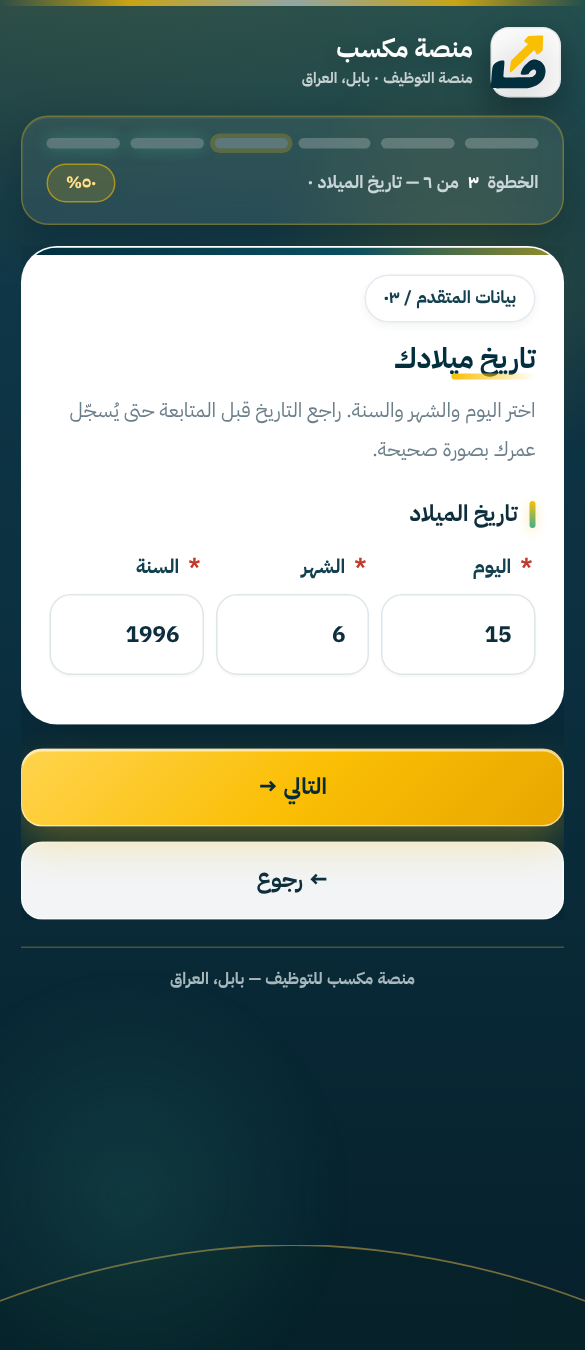 منصة مكسب
منصة التوظيف · بابل، العراق
الخطوة ٣ من ٦ — تاريخ الميلاد ·
٥٠%
بيانات المتقدم / ٠٣
تاريخ ميلادك
اختر اليوم والشهر والسنة. راجع التاريخ قبل المتابعة حتى يُسجّل
عمرك بصورة صحيحة.
تاريخ الميلاد
* اليوم * الشهر * السنة
15 6 1996
التالي →
← رجوع
منصة مكسب للتوظيف — بابل، العراق